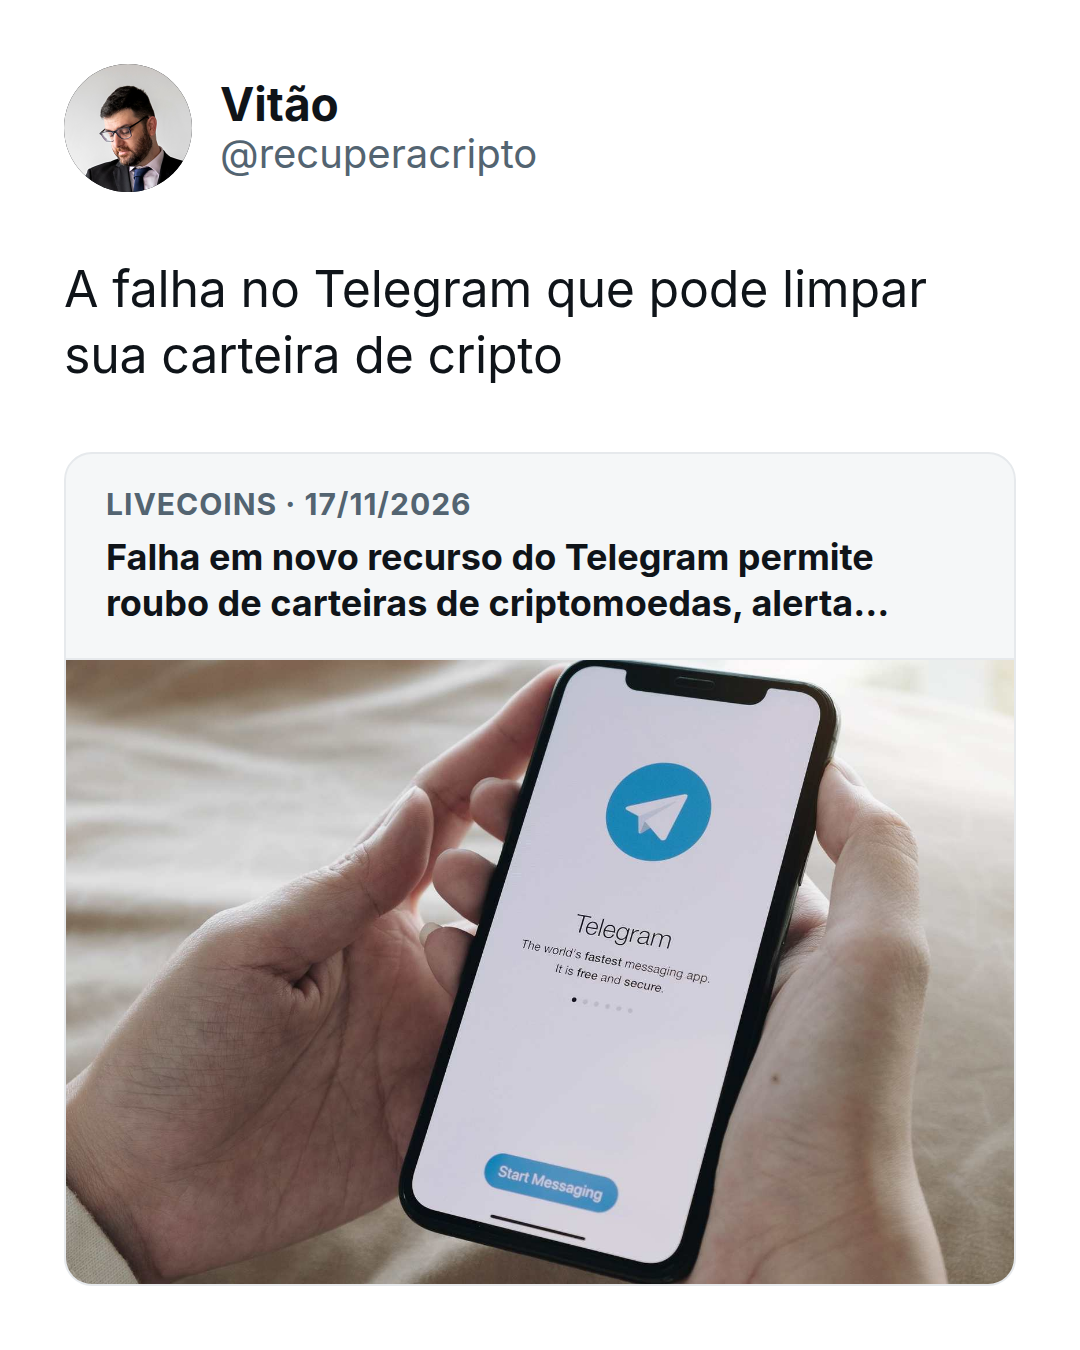 Vitão
@recuperacripto
A falha no Telegram que pode limpar
sua carteira de cripto
LIVECOINS · 17/11/2026
Falha em novo recurso do Telegram permite
roubo de carteiras de criptomoedas, alerta...
Telegram
The world's fastest messaging app.
It is free and secure.
Start Messaging